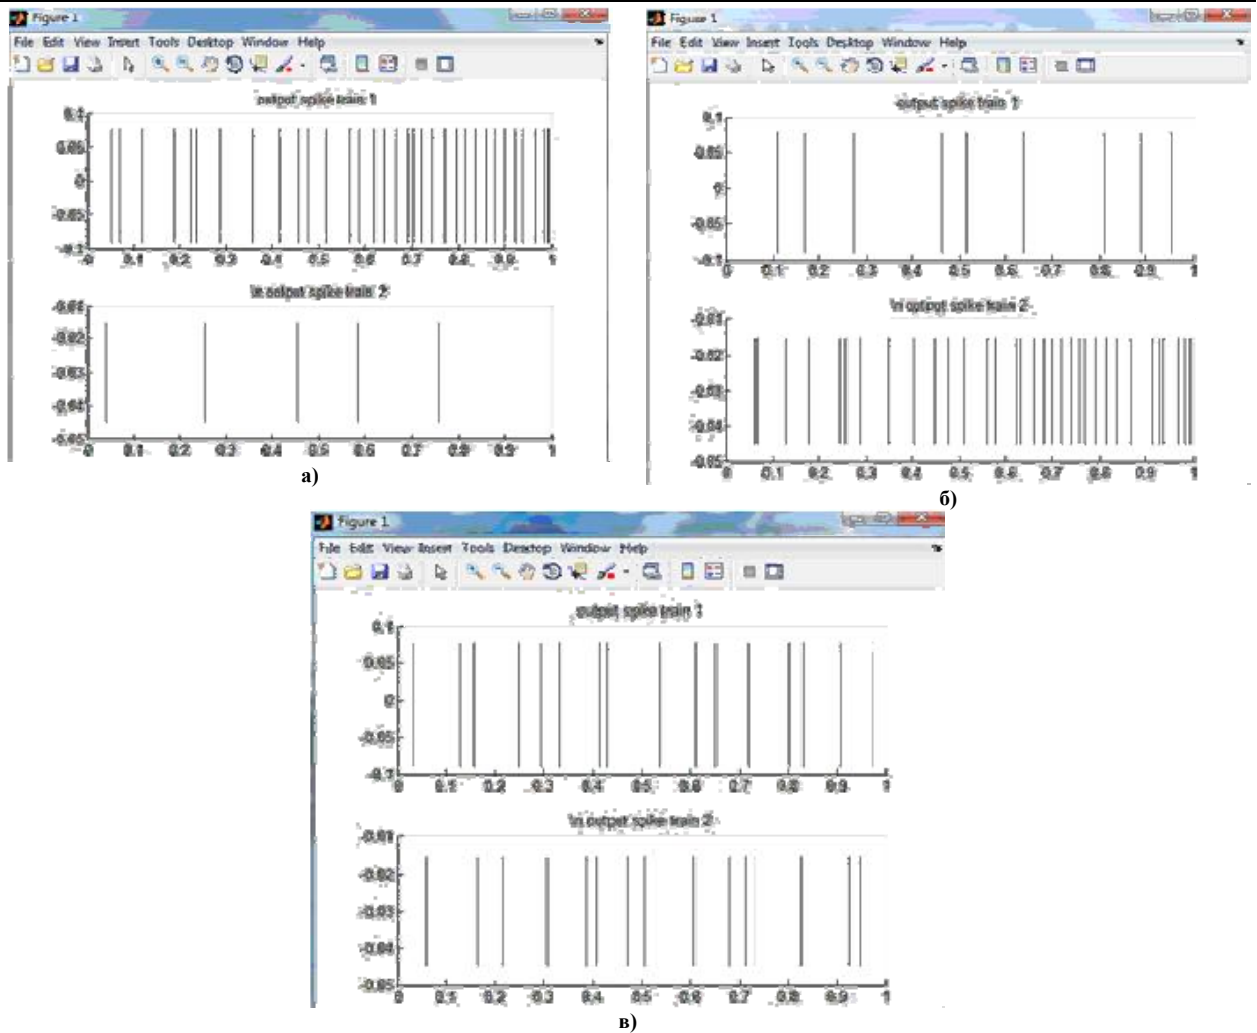 Figure 1
File Edit View Insert Tools Desktop Window Help
output spike train 1
0.1
0.05
0
-0.05
-0.1
0 0.1 0.2 0.3 0.4 0.5 0.6 0.7 0.8 0.9 1
\n output spike train 2
-0.01
-0.02
-0.03
-0.04
-0.05
0 0.1 0.2 0.3 0.4 0.5 0.6 0.7 0.8 0.9 1
а)
Figure 1
File Edit View Insert Tools Desktop Window Help
output spike train 1
0.1
0.05
0
-0.05
-0.1
0 0.1 0.2 0.3 0.4 0.5 0.6 0.7 0.8 0.9 1
\n output spike train 2
-0.01
-0.02
-0.03
-0.04
-0.05
0 0.1 0.2 0.3 0.4 0.5 0.6 0.7 0.8 0.9 1
б)
Figure 1
File Edit View Insert Tools Desktop Window Help
output spike train 1
0.1
0.05
0
-0.05
-0.1
0 0.1 0.2 0.3 0.4 0.5 0.6 0.7 0.8 0.9 1
\n output spike train 2
-0.01
-0.02
-0.03
-0.04
-0.05
0 0.1 0.2 0.3 0.4 0.5 0.6 0.7 0.8 0.9 1
в)